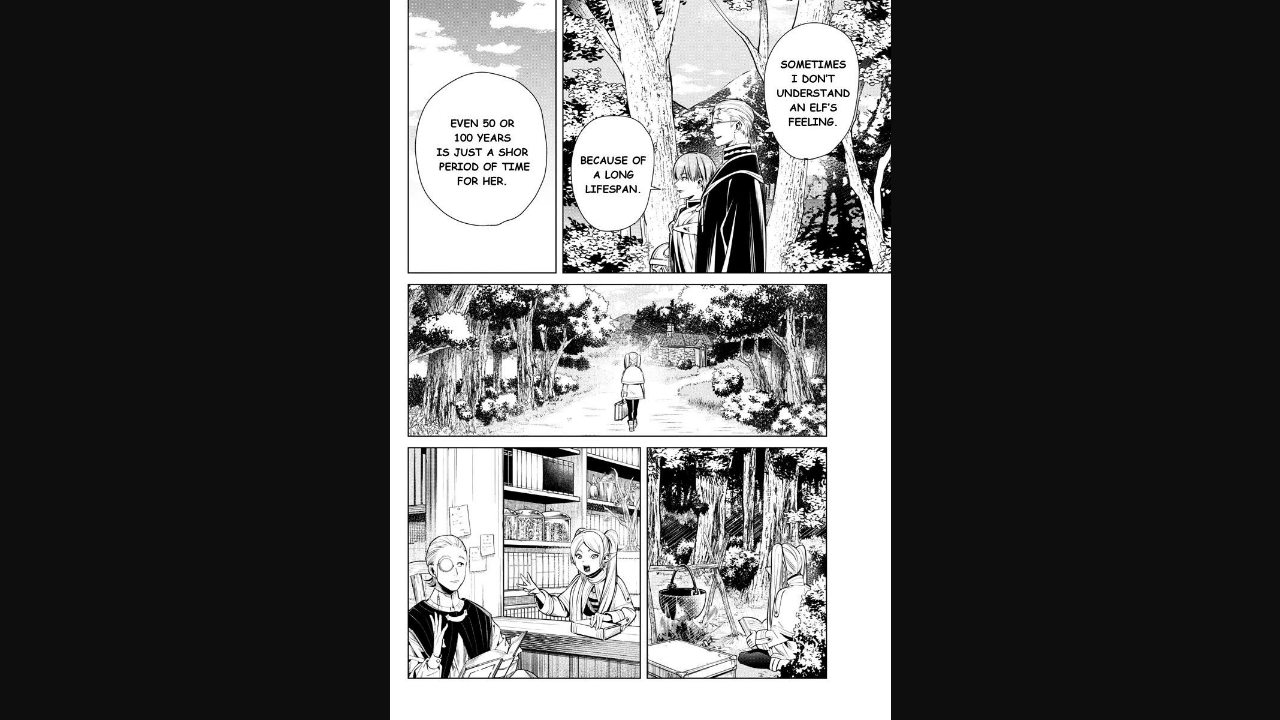 SOMETIMES
I DON'T
UNDERSTAND
AN ELF'S
FEELING.
BECAUSE OF
A LONG
LIFESPAN.
EVEN 50 OR
100 YEARS
IS JUST A SHOR
PERIOD OF TIME
FOR HER.